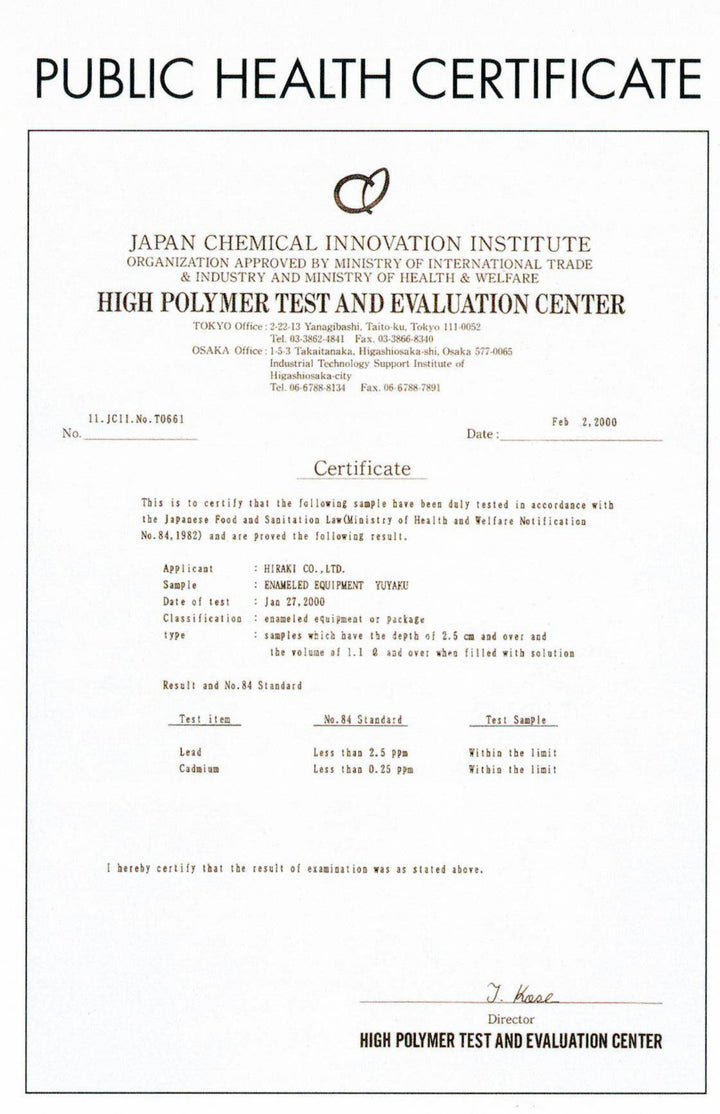 PUBLIC HEALTH CERTIFICATE
JAPAN CHEMICAL INNOVATION INSTITUTE
ORGANIZATION APPROVED BY MINISTRY OF INTERNATIONAL TRADE
& INDUSTRY AND MINISTRY OF HEALTH & WELFARE
HIGH POLYMER TEST AND EVALUATION CENTER
TOKYO Office : 2-22-13 Yanagibashi, Taito-ku, Tokyo 111-0052
Tel. 03-3862-4841 Fax. 03-3866-8340
OSAKA Office : 1-5-3 Takaitanaka, Higashiosaka-shi, Osaka 577-0065
Industrial Technology Support Institute of
Higashiosaka-city
Tel. 06-6788-8134 Fax. 06-6788-7891
No. 11.JCII.No.T0661
Date : Feb 2,2000
Certificate
This is to certify that the following sample have been duly tested in accordance with
the Japanese Food and Sanitation Law(Ministry of Health and Welfare Notification
No.84,1982) and are proved the following result.
Applicant : HIRAKI CO.,LTD.
Sample : ENAMELED EQUIPMENT YUYAKU
Date of test : Jan 27,2000
Classification : enameled equipment or package
type : samples which have the depth of 2.5 cm and over and
the volume of 1.1 ℓ and over when filled with solution
Result and No.84 Standard
Test item No.84 Standard Test Sample
Lead Less than 2.5 ppm Within the limit
Cadmium Less than 0.25 ppm Within the limit
I hereby certify that the result of examination was as stated above.
J. Kose
Director
HIGH POLYMER TEST AND EVALUATION CENTER